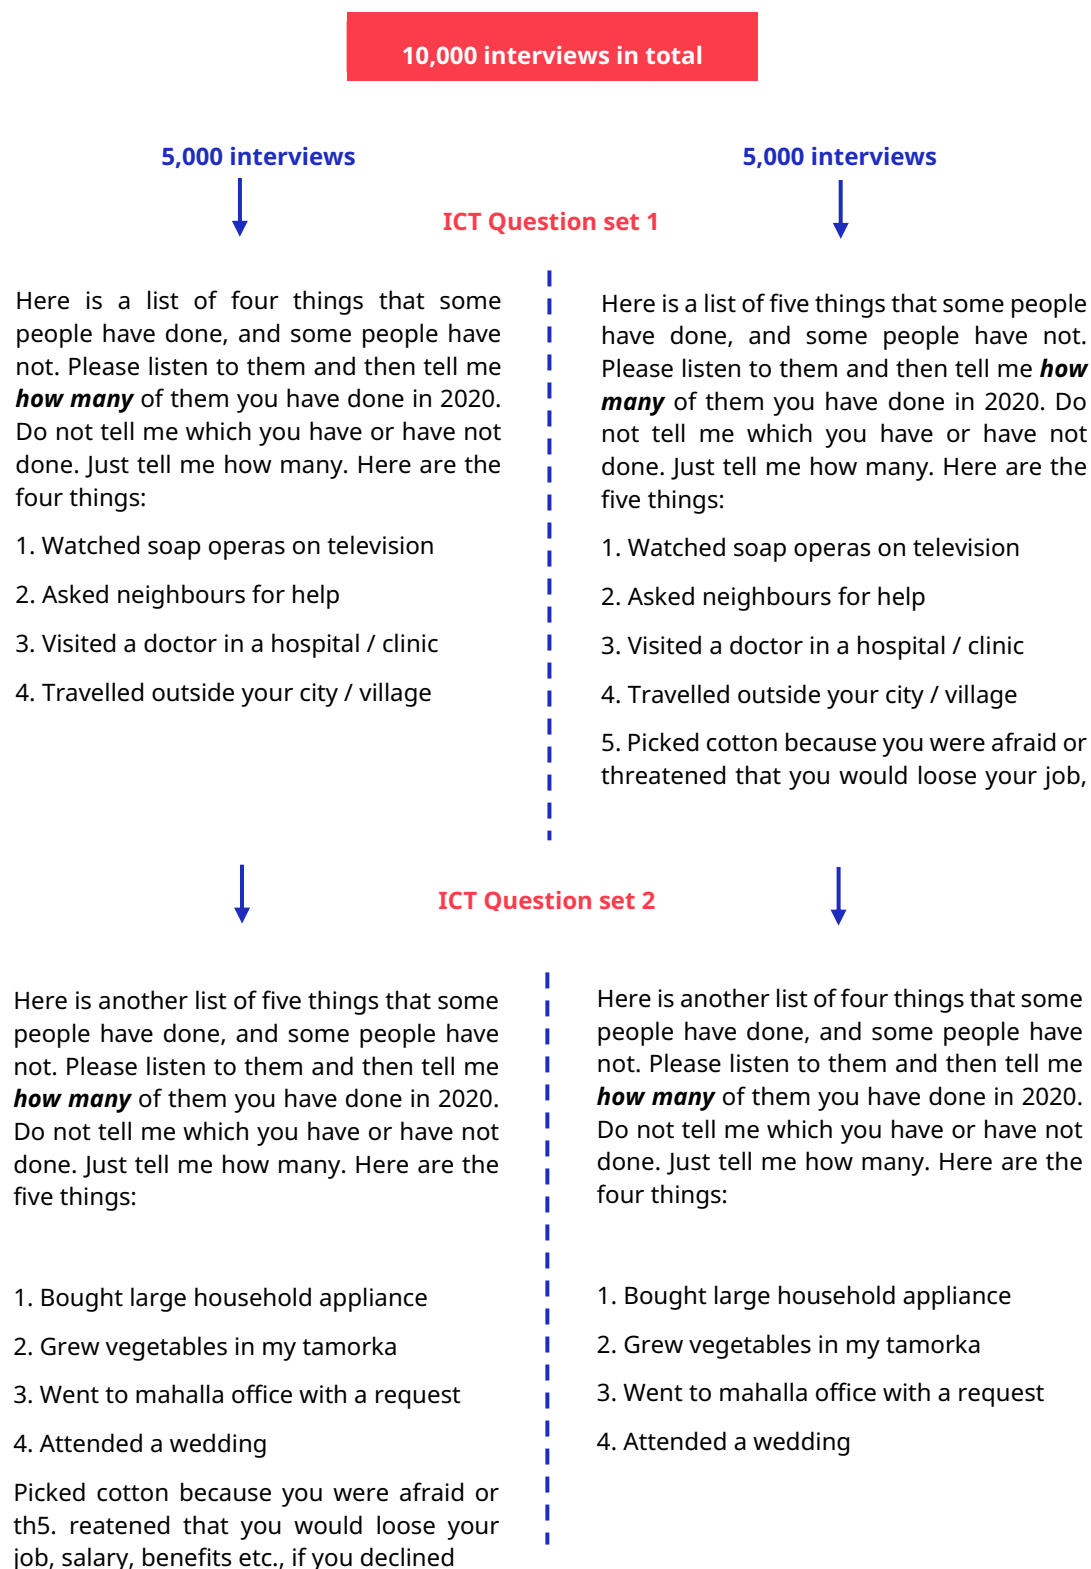 10,000 interviews in total
5,000 interviews
5,000 interviews
ICT Question set 1
Here is a list of four things that some
people have done, and some people have
not. Please listen to them and then tell me
how many of them you have done in 2020.
Do not tell me which you have or have not
done. Just tell me how many. Here are the
four things:
1. Watched soap operas on television
2. Asked neighbours for help
3. Visited a doctor in a hospital / clinic
4. Travelled outside your city / village
Here is a list of five things that some people
have done, and some people have not.
Please listen to them and then tell me how
many of them you have done in 2020. Do
not tell me which you have or have not
done. Just tell me how many. Here are the
five things:
1. Watched soap operas on television
2. Asked neighbours for help
3. Visited a doctor in a hospital / clinic
4. Travelled outside your city / village
5. Picked cotton because you were afraid or
threatened that you would loose your job,
ICT Question set 2
Here is another list of five things that some
people have done, and some people have
not. Please listen to them and then tell me
how many of them you have done in 2020.
Do not tell me which you have or have not
done. Just tell me how many. Here are the
five things:
1. Bought large household appliance
2. Grew vegetables in my tamorka
3. Went to mahalla office with a request
4. Attended a wedding
Picked cotton because you were afraid or
th5. reatened that you would loose your
job, salary, benefits etc., if you declined
Here is another list of four things that some
people have done, and some people have
not. Please listen to them and then tell me
how many of them you have done in 2020.
Do not tell me which you have or have not
done. Just tell me how many. Here are the
four things:
1. Bought large household appliance
2. Grew vegetables in my tamorka
3. Went to mahalla office with a request
4. Attended a wedding